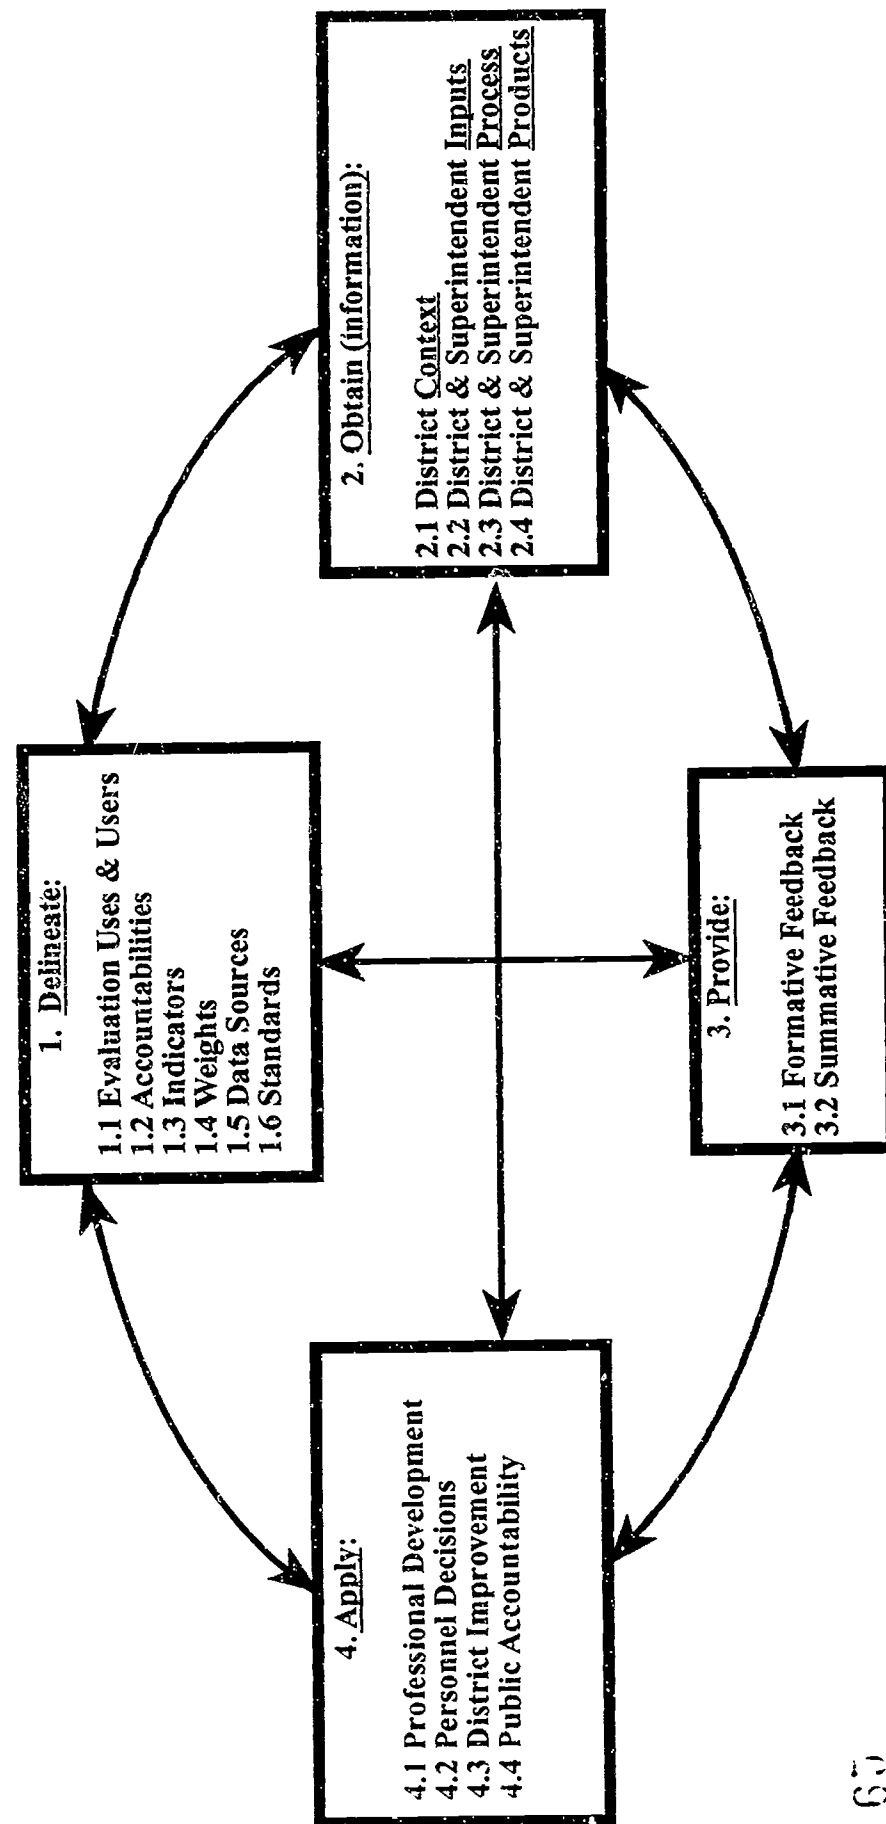 1. Delineate:
1.1 Evaluation Uses & Users
1.2 Accountabilities
1.3 Indicators
1.4 Weights
1.5 Data Sources
1.6 Standards
2. Obtain (information):
2.1 District Context
2.2 District & Superintendent Inputs
2.3 District & Superintendent Process
2.4 District & Superintendent Products
3. Provide:
3.1 Formative Feedback
3.2 Summative Feedback
4. Apply:
4.1 Professional Development
4.2 Personnel Decisions
4.3 District Improvement
4.4 Public Accountability